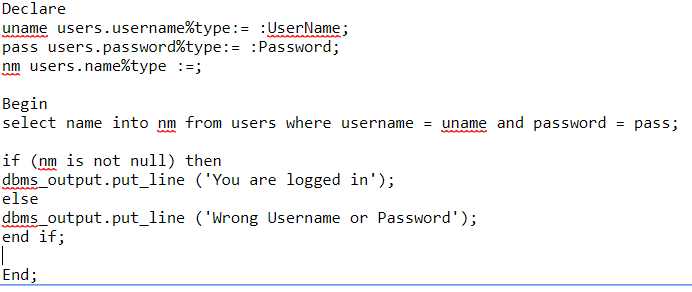 Declare
uname users.username%type:= :UserName;
pass users.password%type:= :Password;
nm users.name%type :=;
Begin
select name into nm from users where username = uname and password = pass;
if (nm is not null) then
dbms_output.put_line ('You are logged in');
else
dbms_output.put_line ('Wrong Username or Password');
end if;
End;